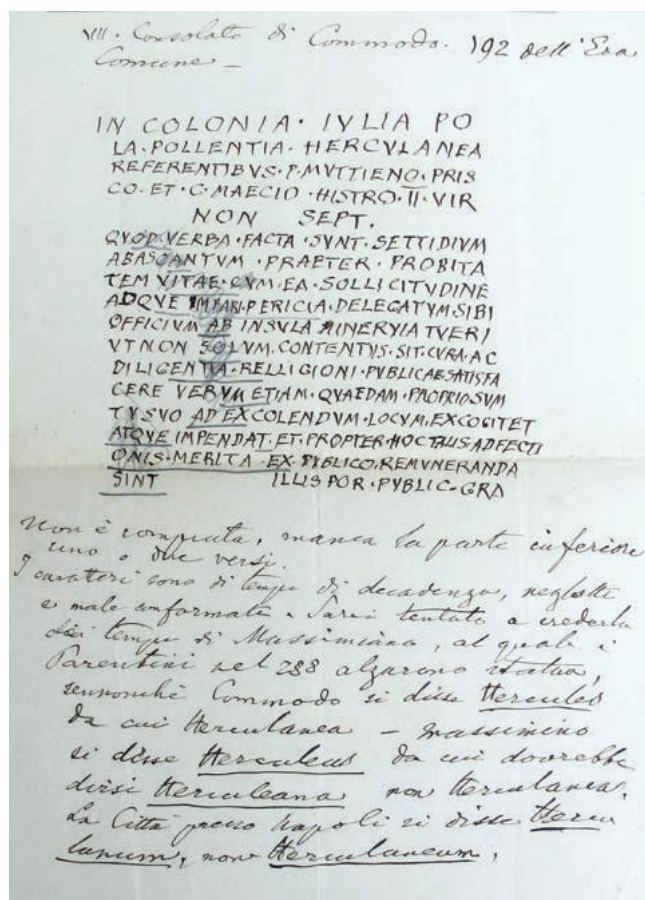 VII. Consolato di Commodo. 192 dell'Era
Comune —
IN COLONIA · IVLIA PO
LA · POLLENTIA · HERCVLANEA
REFERENTIBVS · P · MVTTIENO · PRIS
CO · ET · C · MAECIO · HISTRO · II · VIR
NON SEPT.
QVOD · VERBA · FACTA · SVNT · SETTIDIVM
ABASCANTVM · PRAETER · PROBITA
TEM VITAE · CVM · EA · SOLLICITVDINE
ADQVE IMPARI · PERICIA · DELEGATVM · SIBI
OFFICIVM AB INSVLA MINERVIA TVERI
VT NON SOLVM · CONTENTVS · SIT · CVRA · AC
DILIGENTIA · RELLIGIONI · PVBLICAE SATISFA
CERE VERVM ETIAM · QVAEDAM · PROPRIO · SVM
TV SVO AD EXCOLENDVM · LOCVM · EXCOGITET
ATQVE IMPENDAT · ET · PROPTER · HOC TALIS ADFECTI
ONIS · MERITA · EX · PVBLICO · REMVNERANDA
SINT ILLIS POR · PVBLIC - GRA
Non è compiuta, manca la parte inferiore
uno o due versi.
I caratteri sono di tempi di decadenza, negletti
e male conformati. Sarei tentato a crederla
dei tempi di Massimiano, al quale i
Parentini nel 288 alzarono statua,
sennonchè Commodo si disse Hercules
da cui Herculanea — Massimino
si disse Herculeus da cui dovrebbe
dirsi Herculeana non Herculanea.
La Città presso Napoli si disse Hercu
lanum, non Herculaneum.